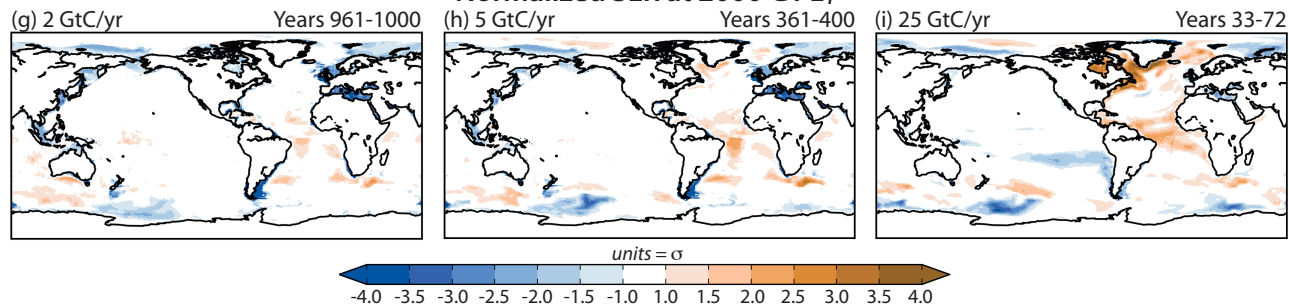 (g) 2 GtC/yr Years 961-1000
(h) 5 GtC/yr Years 361-400
(i) 25 GtC/yr Years 33-72
units = σ
-4.0 -3.5 -3.0 -2.5 -2.0 -1.5 -1.0 1.0 1.5 2.0 2.5 3.0 3.5 4.0